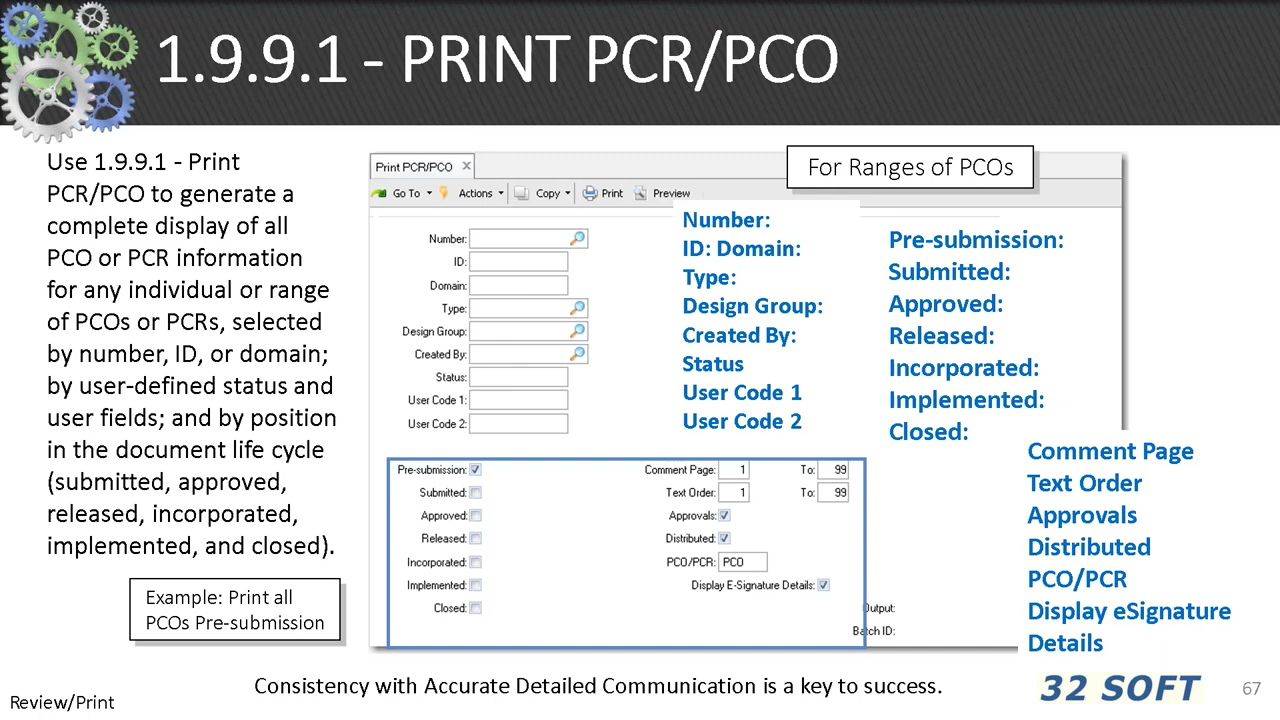 1.9.9.1 - PRINT PCR/PCO
Use 1.9.9.1 - Print
PCR/PCO to generate a
complete display of all
PCO or PCR information
for any individual or range
of PCOs or PCRs, selected
by number, ID, or domain;
by user-defined status and
user fields; and by position
in the document life cycle
(submitted, approved,
released, incorporated,
implemented, and closed).
Example: Print all
PCOs Pre-submission
Print PCR/PCO
For Ranges of PCOs
Go To Actions Copy Print Preview
Number:
ID:
Domain:
Type:
Design Group:
Created By:
Status:
User Code 1:
User Code 2:
Number:
ID: Domain:
Type:
Design Group:
Created By:
Status
User Code 1
User Code 2
Pre-submission:
Submitted:
Approved:
Released:
Incorporated:
Implemented:
Closed:
Pre-submission:
Submitted:
Approved:
Released:
Incorporated:
Implemented:
Closed:
Comment Page: 1 To: 99
Text Order: 1 To: 99
Approvals:
Distributed:
PCO/PCR: PCO
Display E-Signature Details:
Output:
Batch ID:
Comment Page
Text Order
Approvals
Distributed
PCO/PCR
Display eSignature
Details
Consistency with Accurate Detailed Communication is a key to success.
Review/Print
32 SOFT
67